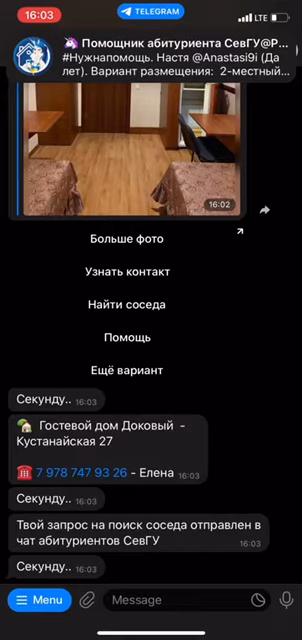 16:03
TELEGRAM
LTE
🦄 Помощник абитуриента СевГУ@P...
#Нужнапомощь. Настя @Anastasi9i (Да
лет). Вариант размещения: 2-местный...
16:02
Больше фото
Узнать контакт
Найти соседа
Помощь
Ещё вариант
Секунду.. 16:03
🏡 Гостевой дом Доковый -
Кустанайская 27
☎️ 7 978 747 93 26 - Елена 16:03
Секунду.. 16:03
Твой запрос на поиск соседа отправлен в
чат абитуриентов СевГУ
16:03
Секунду.. 16:03
Menu
Message